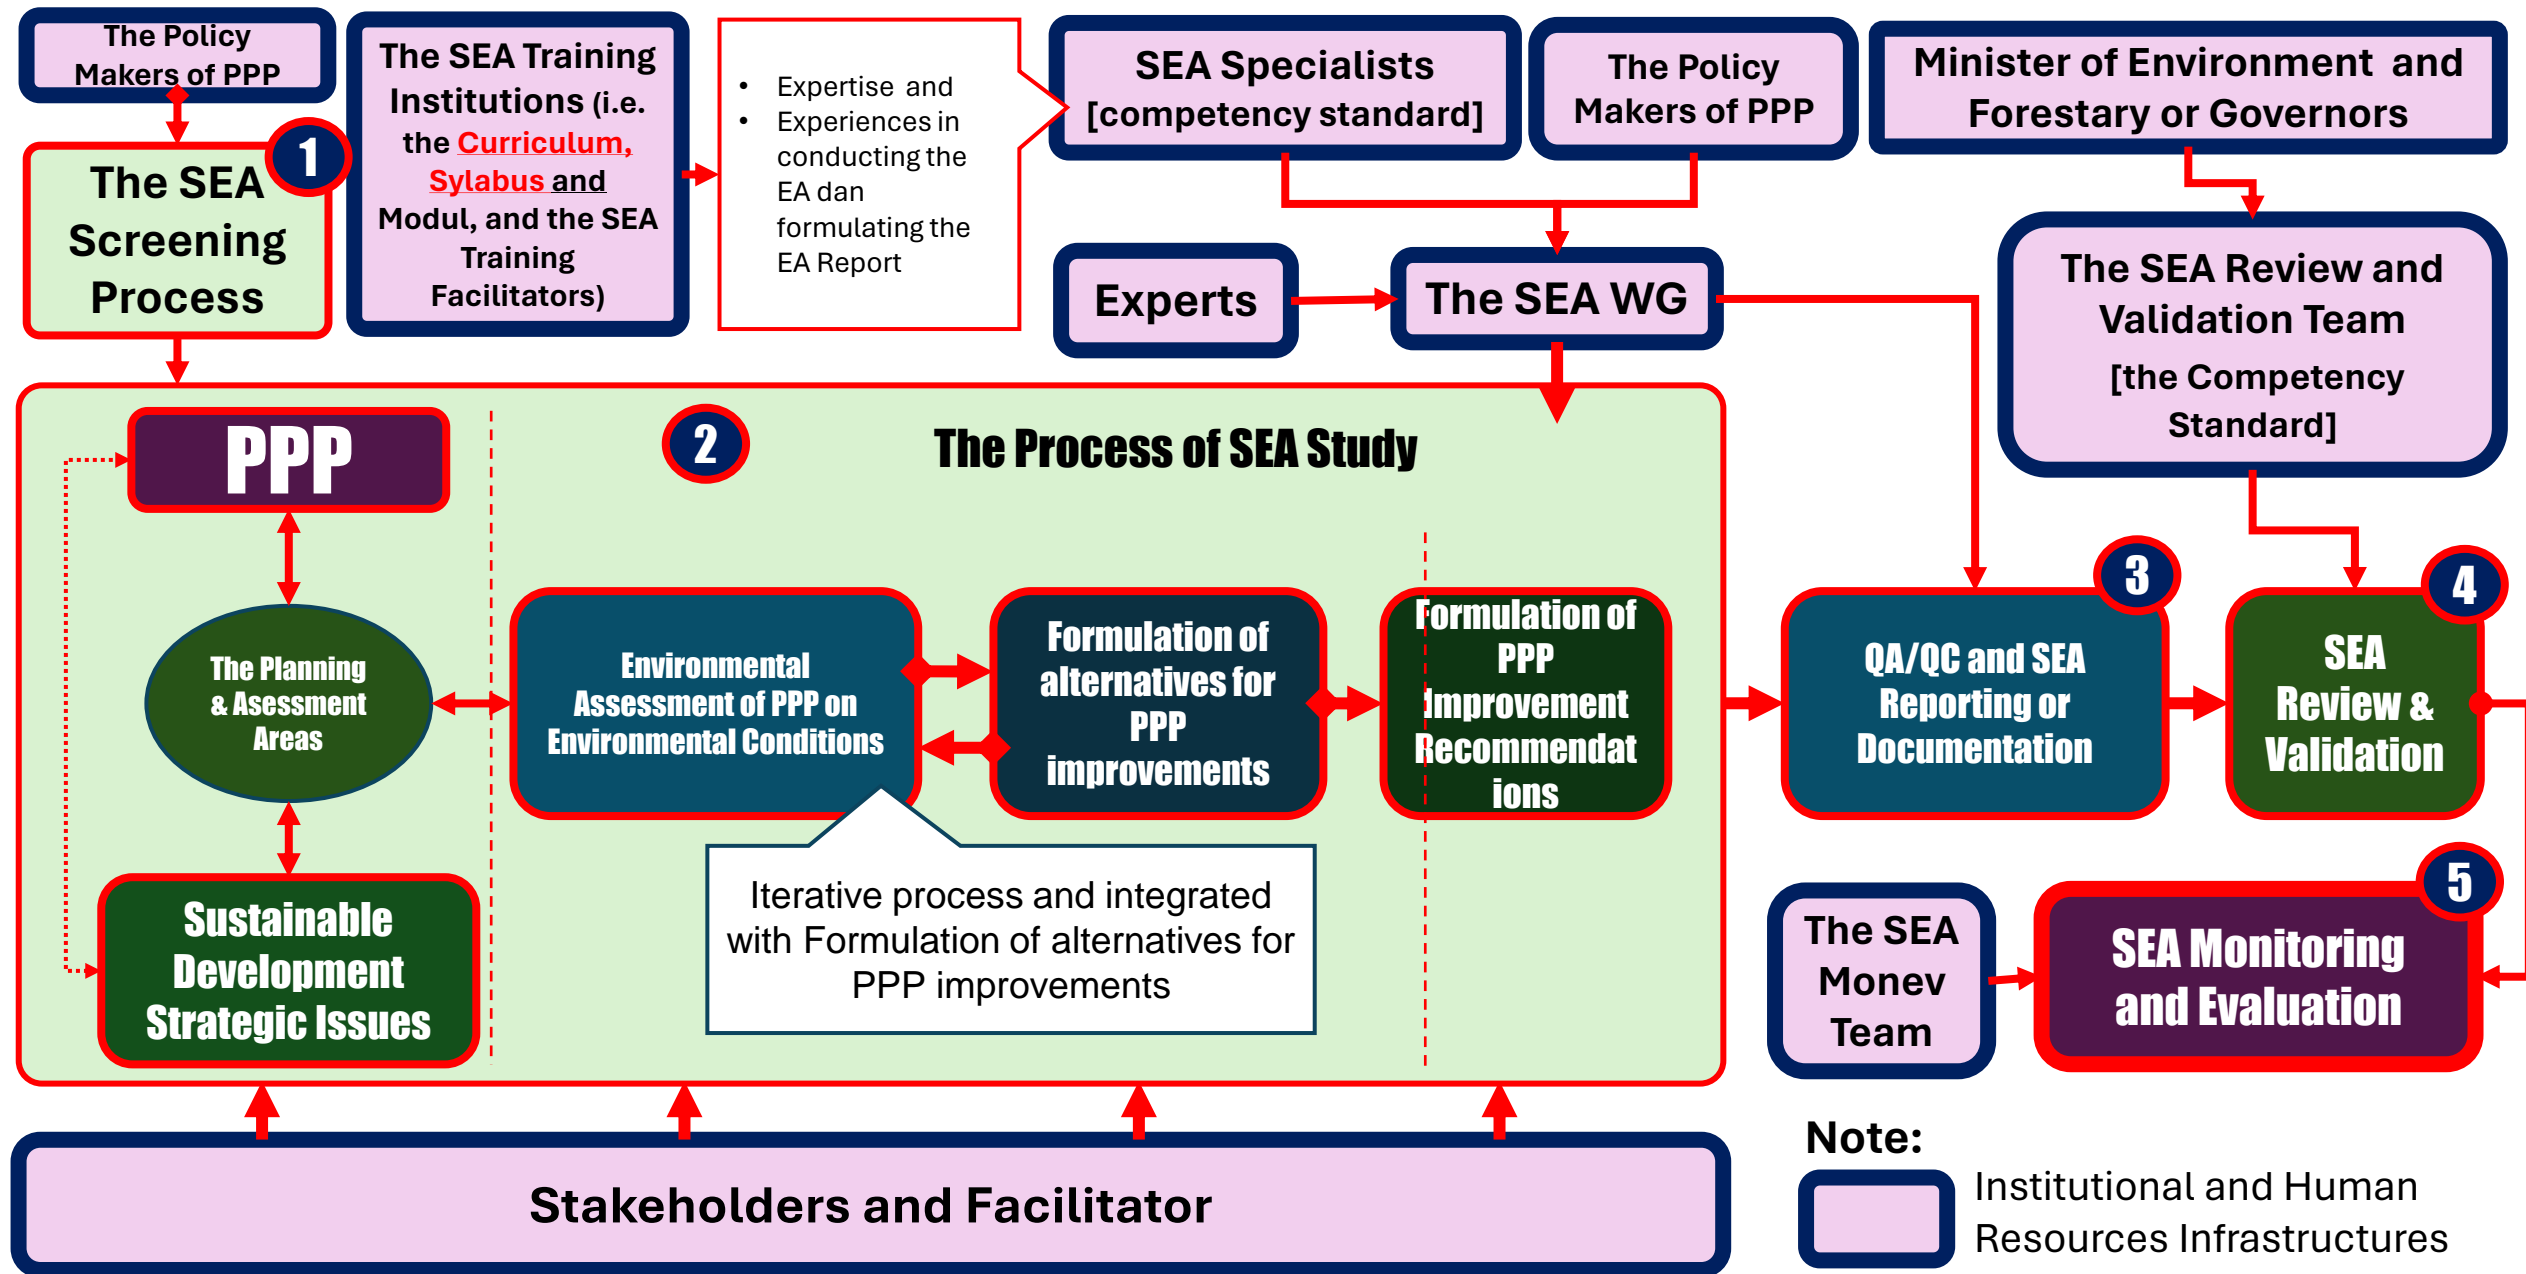 The Policy
Makers of PPP
1
The SEA
Screening
Process
The SEA Training
Institutions (i.e.
the Curriculum,
Sylabus and
Modul, and the SEA
Training
Facilitators)
• Expertise and
• Experiences in
conducting the
EA dan
formulating the
EA Report
SEA Specialists
[competency standard]
The Policy
Makers of PPP
Minister of Environment and
Forestary or Governors
Experts
The SEA WG
The SEA Review and
Validation Team
[the Competency
Standard]
PPP
2
The Process of SEA Study
The Planning
& Asessment
Areas
Sustainable
Development
Strategic Issues
Environmental
Assessment of PPP on
Environmental Conditions
Formulation of
alternatives for
PPP
improvements
Formulation of
PPP
Improvement
Recommendat
ions
Iterative process and integrated
with Formulation of alternatives for
PPP improvements
3
QA/QC and SEA
Reporting or
Documentation
4
SEA
Review &
Validation
The SEA
Monev
Team
5
SEA Monitoring
and Evaluation
Stakeholders and Facilitator
Note:
Institutional and Human
Resources Infrastructures